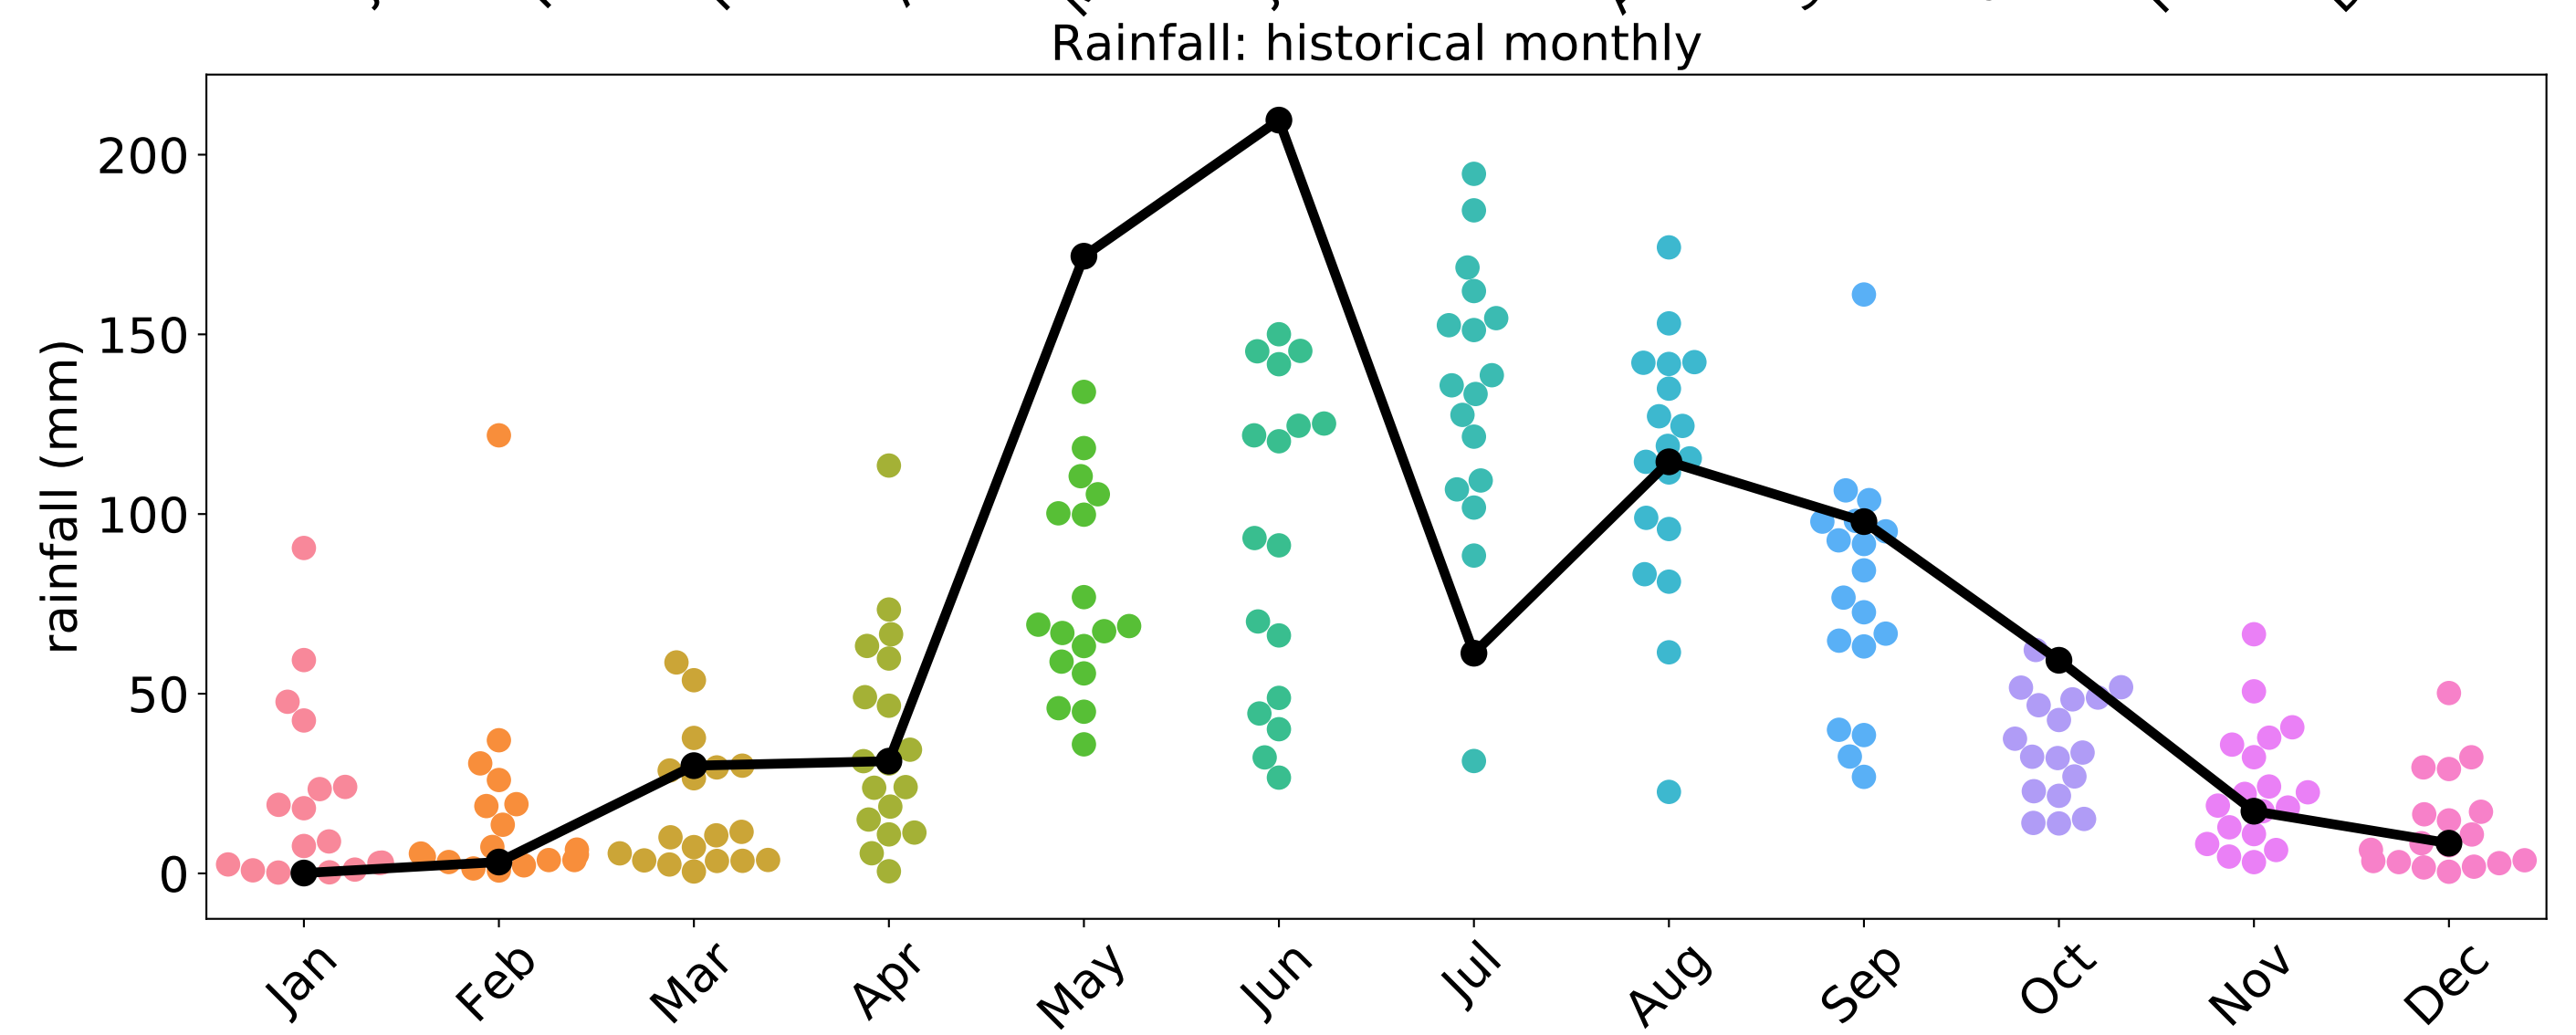 Rainfall: historical monthly
rainfall (mm)
200
150
100
50
0
Jan
Feb
Mar
Apr
May
Jun
Jul
Aug
Sep
Oct
Nov
Dec